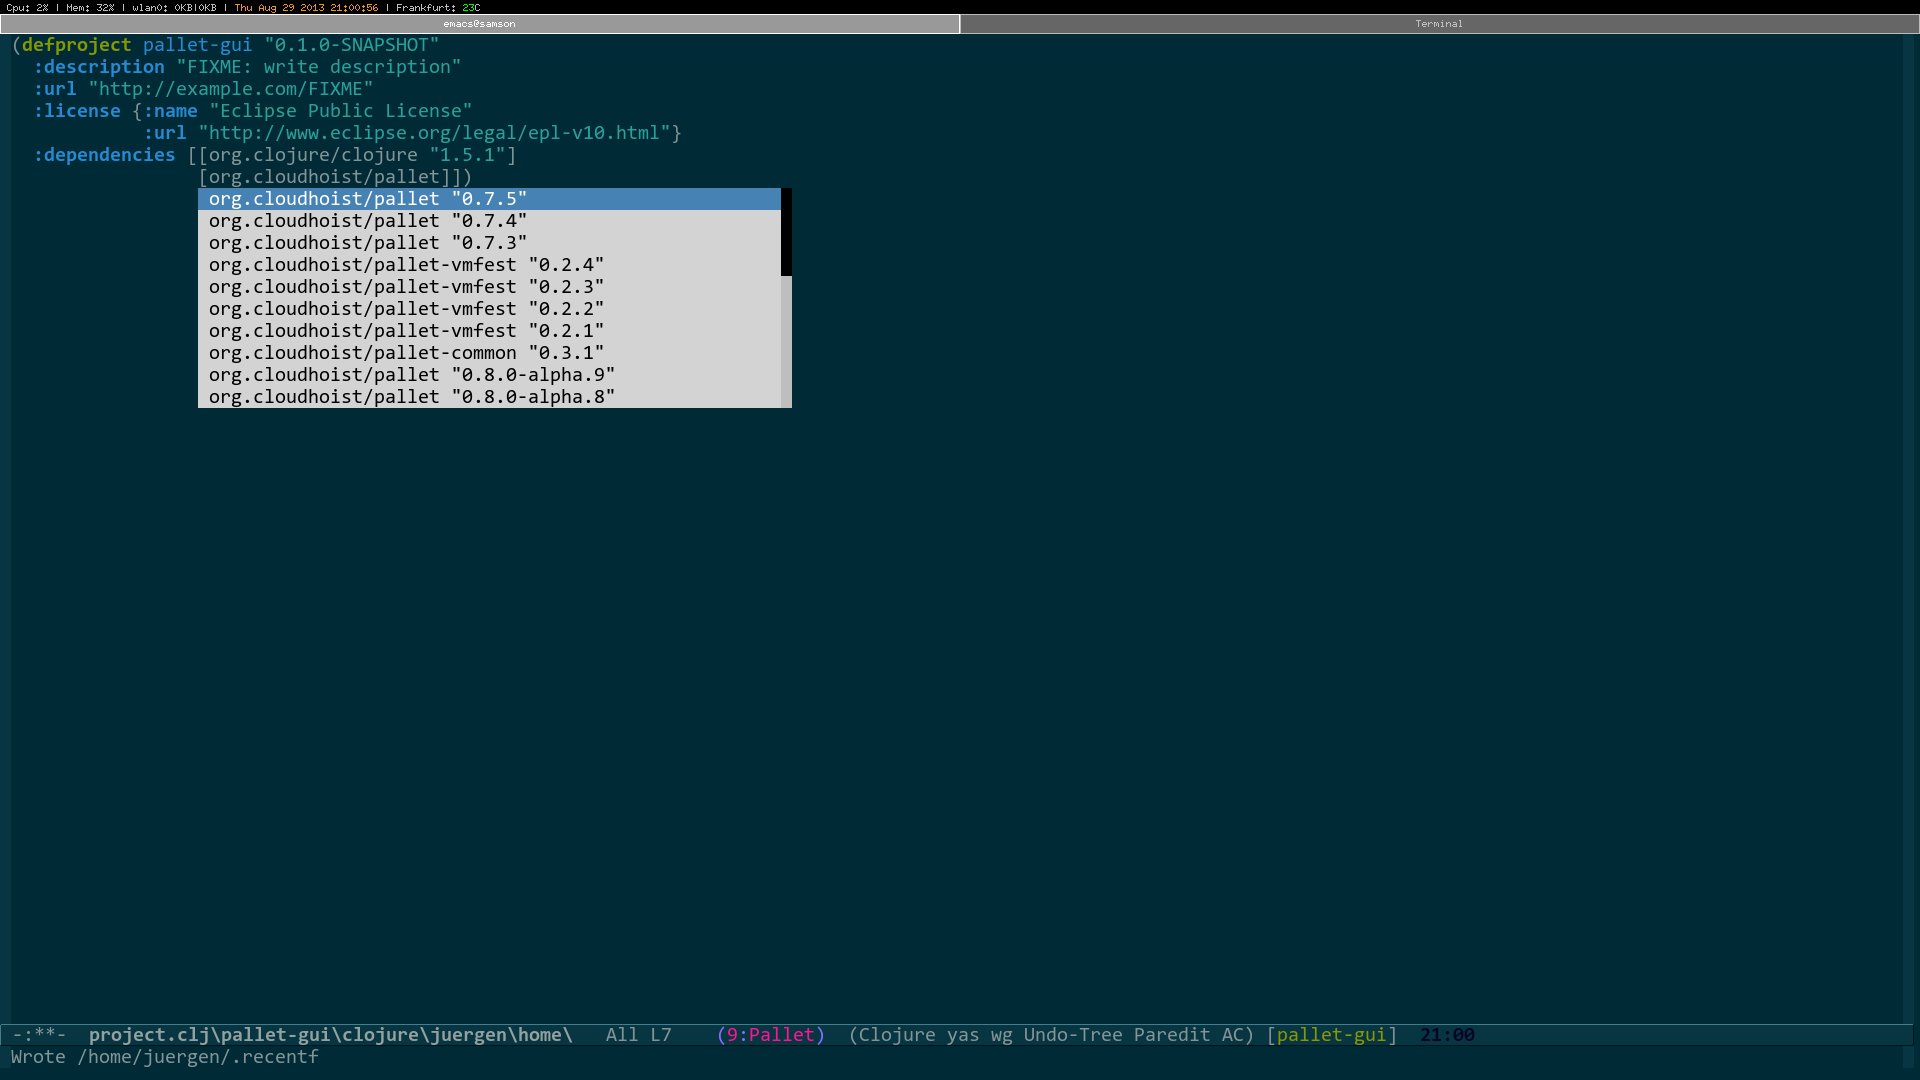 Cpu: 2% | Mem: 32% | wlan0: 0KB|0KB | Thu Aug 29 2013 21:00:56 | Frankfurt: 23C
emacs@samson Terminal
(defproject pallet-gui "0.1.0-SNAPSHOT"
  :description "FIXME: write description"
  :url "http://example.com/FIXME"
  :license {:name "Eclipse Public License"
            :url "http://www.eclipse.org/legal/epl-v10.html"}
  :dependencies [[org.clojure/clojure "1.5.1"]
                 [org.cloudhoist/pallet]])
org.cloudhoist/pallet "0.7.5"
org.cloudhoist/pallet "0.7.4"
org.cloudhoist/pallet "0.7.3"
org.cloudhoist/pallet-vmfest "0.2.4"
org.cloudhoist/pallet-vmfest "0.2.3"
org.cloudhoist/pallet-vmfest "0.2.2"
org.cloudhoist/pallet-vmfest "0.2.1"
org.cloudhoist/pallet-common "0.3.1"
org.cloudhoist/pallet "0.8.0-alpha.9"
org.cloudhoist/pallet "0.8.0-alpha.8"
-:**-  project.clj\pallet-gui\clojure\juergen\home\   All L7    (9:Pallet)  (Clojure yas wg Undo-Tree Paredit AC) [pallet-gui]  21:00
Wrote /home/juergen/.recentf